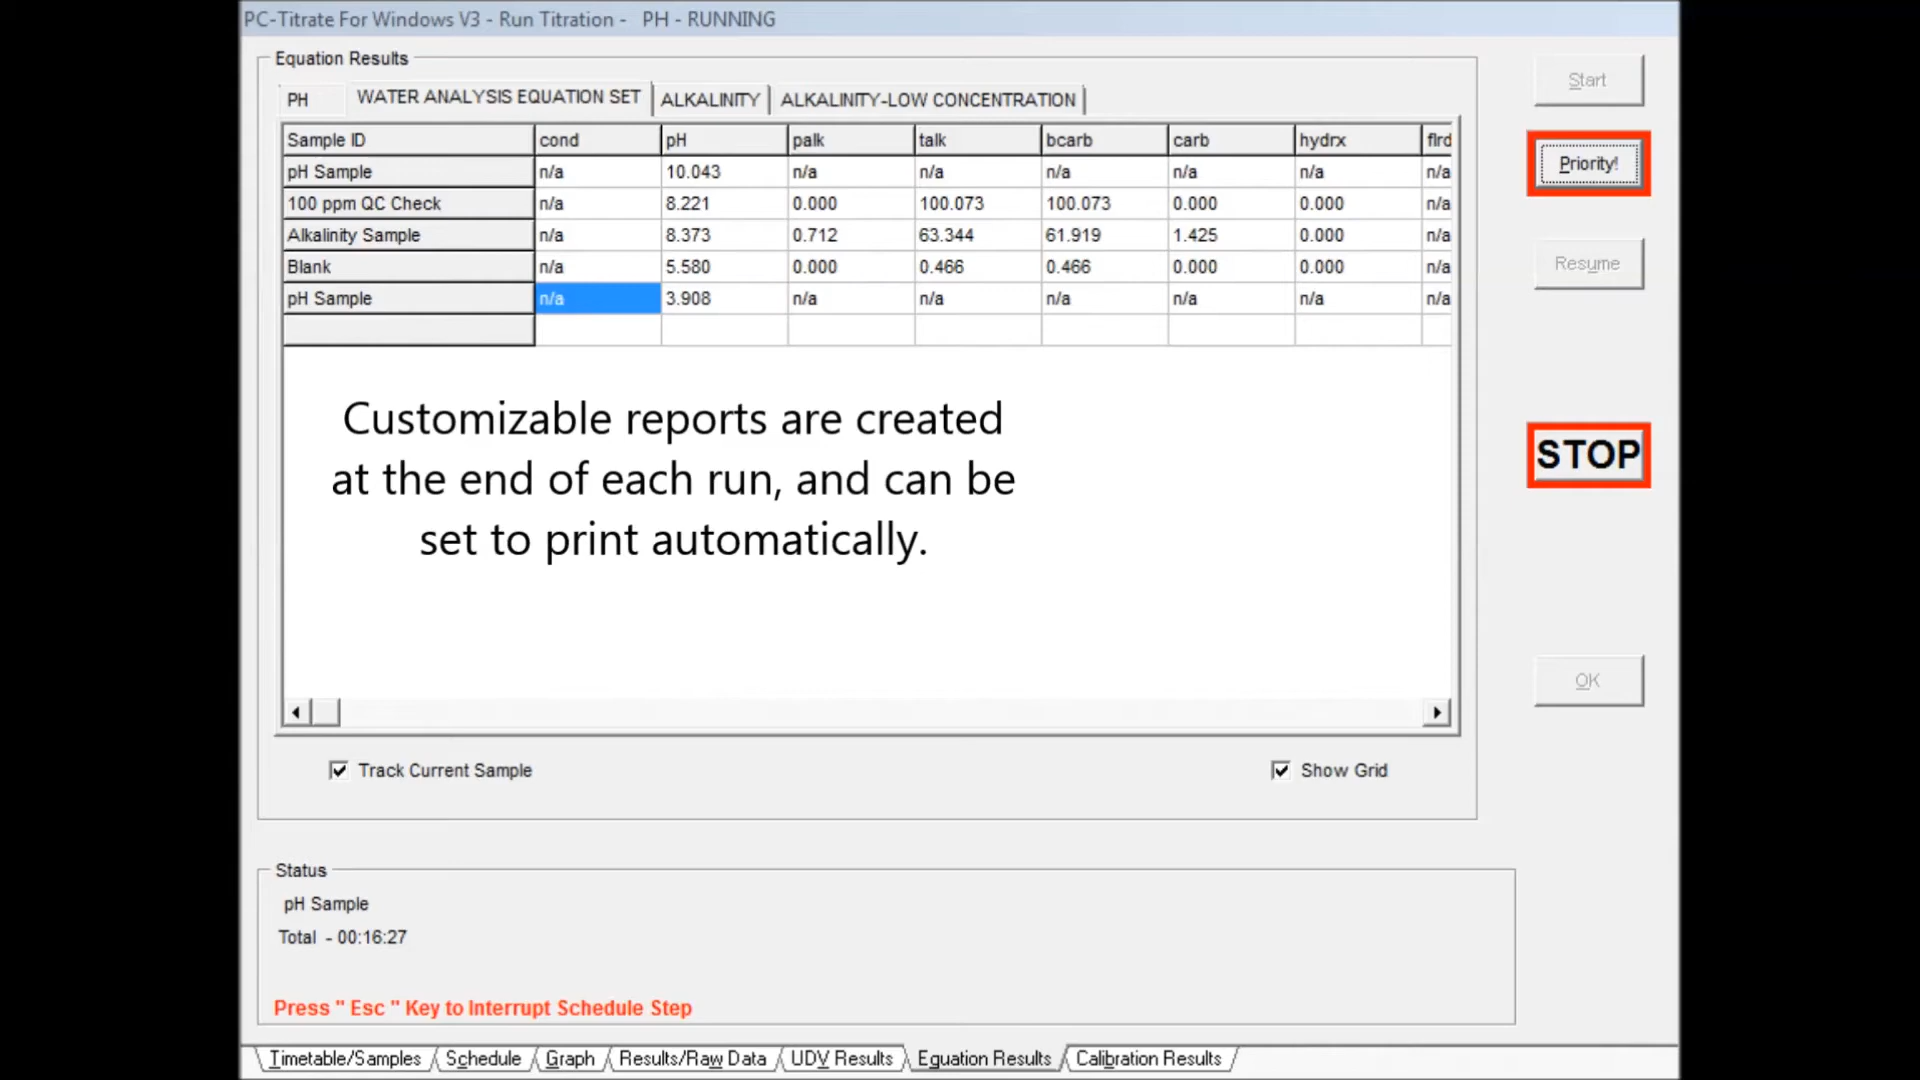 PC-Titrate For Windows V3 - Run Titration - PH - RUNNING
Equation Results
Start
PH WATER ANALYSIS EQUATION SET ALKALINITY ALKALINITY-LOW CONCENTRATION
Sample ID cond pH palk talk bcarb carb hydrx flrd
pH Sample n/a 10.043 n/a n/a n/a n/a n/a n/a
Priority!
100 ppm QC Check n/a 8.221 0.000 100.073 100.073 0.000 0.000 n/a
Alkalinity Sample n/a 8.373 0.712 63.344 61.919 1.425 0.000 n/a
Blank n/a 5.580 0.000 0.466 0.466 0.000 0.000 n/a
Resume
pH Sample n/a 3.908 n/a n/a n/a n/a n/a n/a
Customizable reports are created
at the end of each run, and can be
set to print automatically.
STOP
OK
Track Current Sample Show Grid
Status
pH Sample
Total - 00:16:27
Press " Esc " Key to Interrupt Schedule Step
Timetable/Samples Schedule Graph Results/Raw Data UDV Results Equation Results Calibration Results